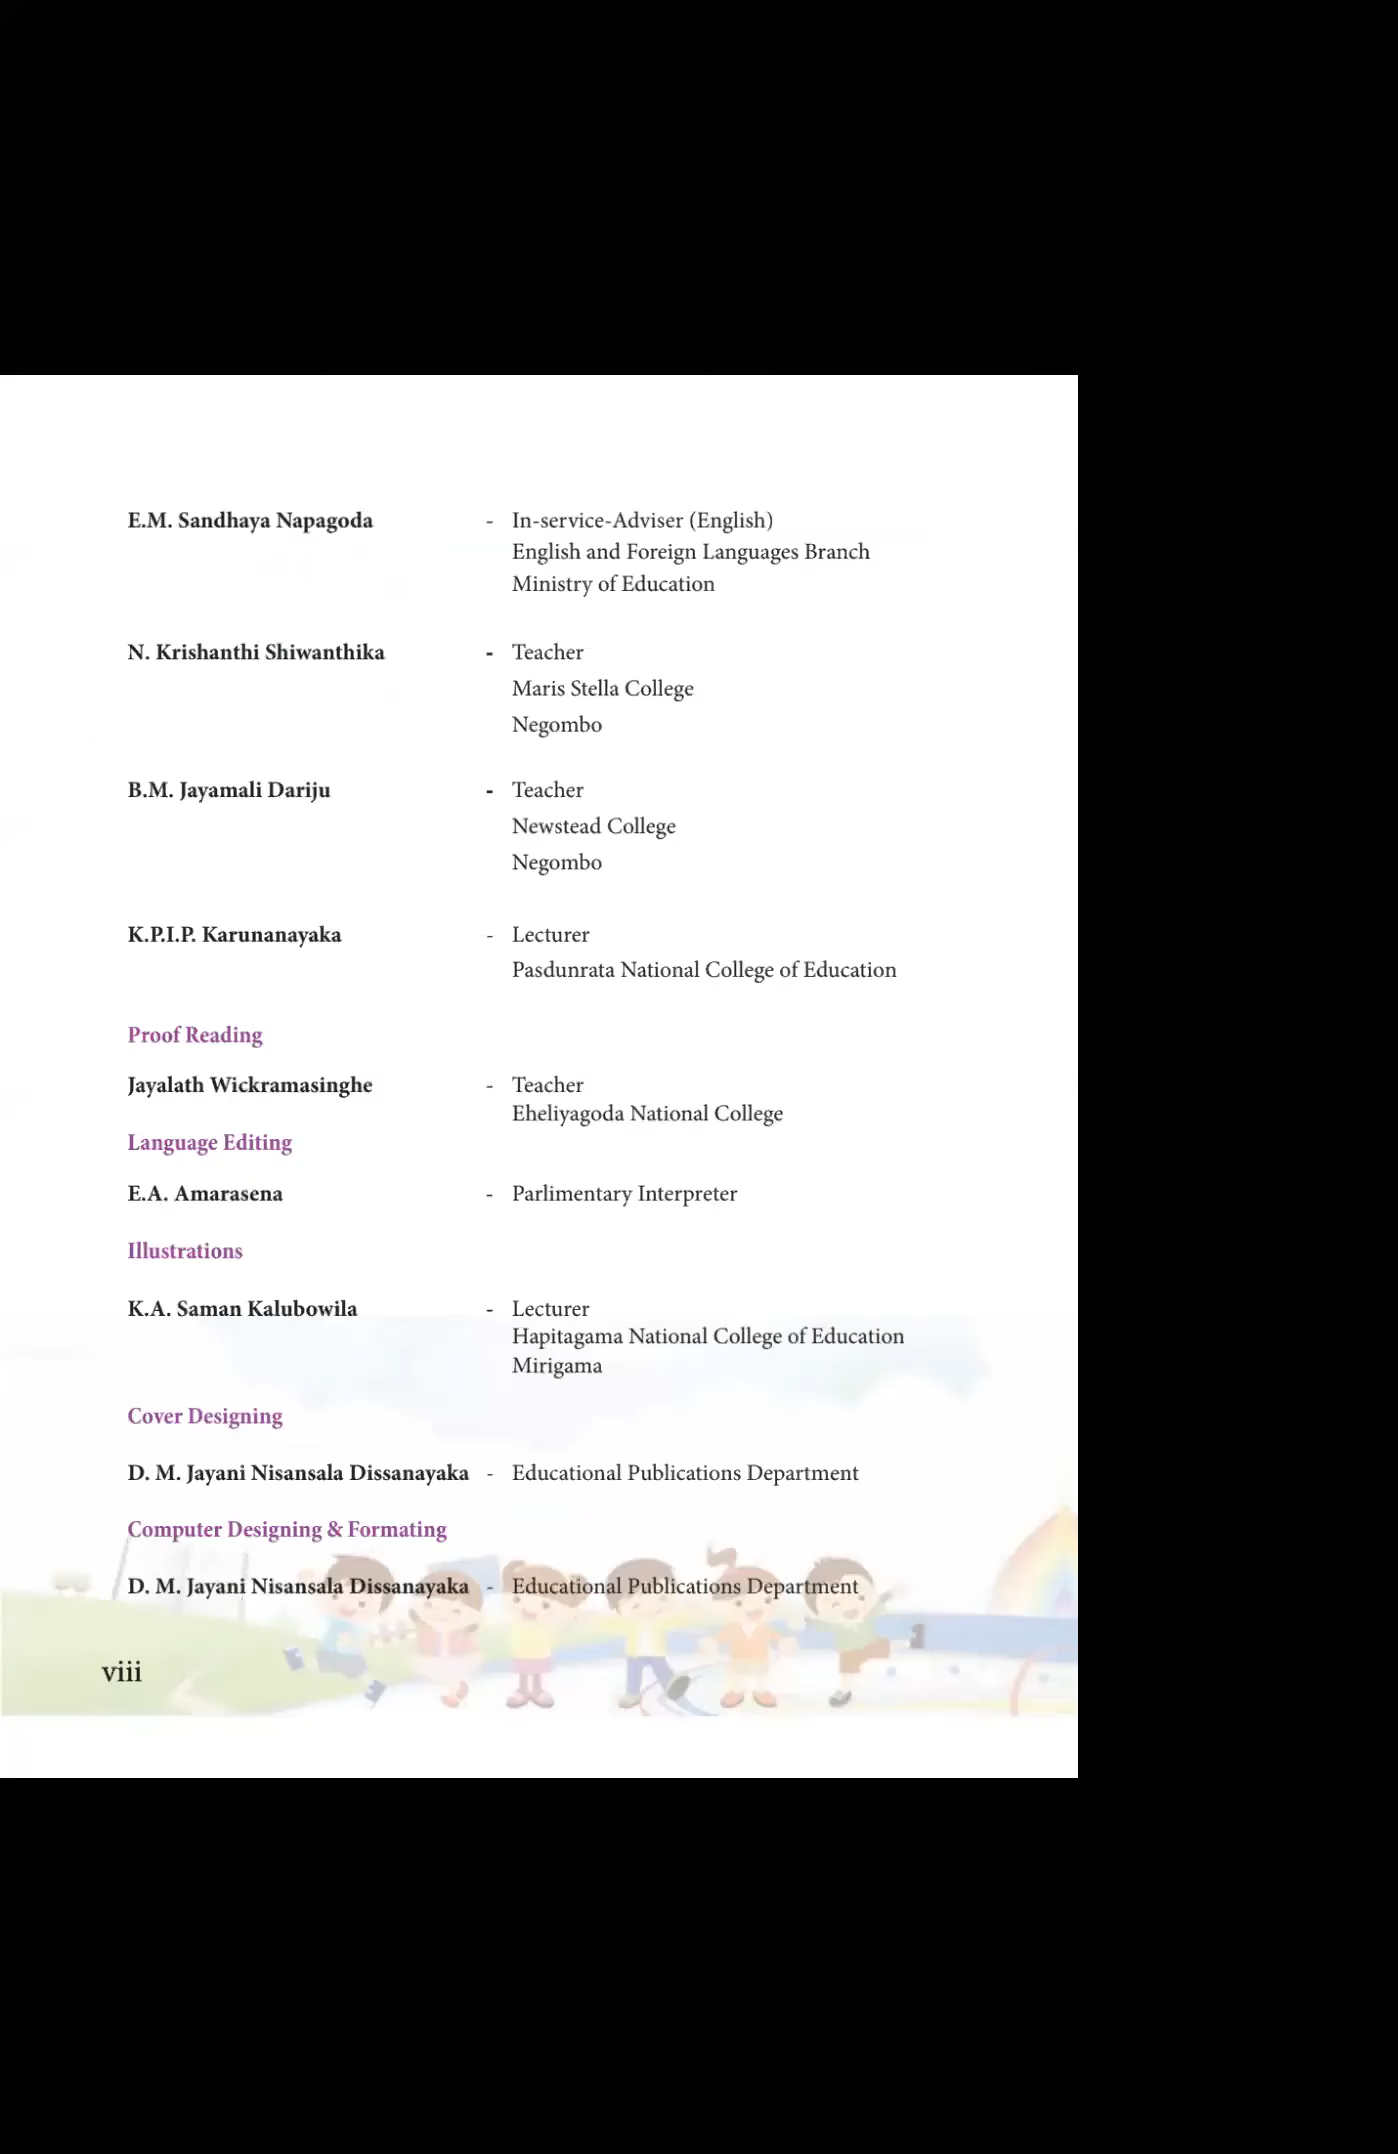 E.M. Sandhaya Napagoda - In-service-Adviser (English)
English and Foreign Languages Branch
Ministry of Education
N. Krishanthi Shiwanthika - Teacher
Maris Stella College
Negombo
B.M. Jayamali Dariju - Teacher
Newstead College
Negombo
K.P.I.P. Karunanayaka - Lecturer
Pasdunrata National College of Education
Proof Reading
Jayalath Wickramasinghe - Teacher
Eheliyagoda National College
Language Editing
E.A. Amarasena - Parlimentary Interpreter
Illustrations
K.A. Saman Kalubowila - Lecturer
Hapitagama National College of Education
Mirigama
Cover Designing
D. M. Jayani Nisansala Dissanayaka - Educational Publications Department
Computer Designing & Formating
D. M. Jayani Nisansala Dissanayaka - Educational Publications Department
viii